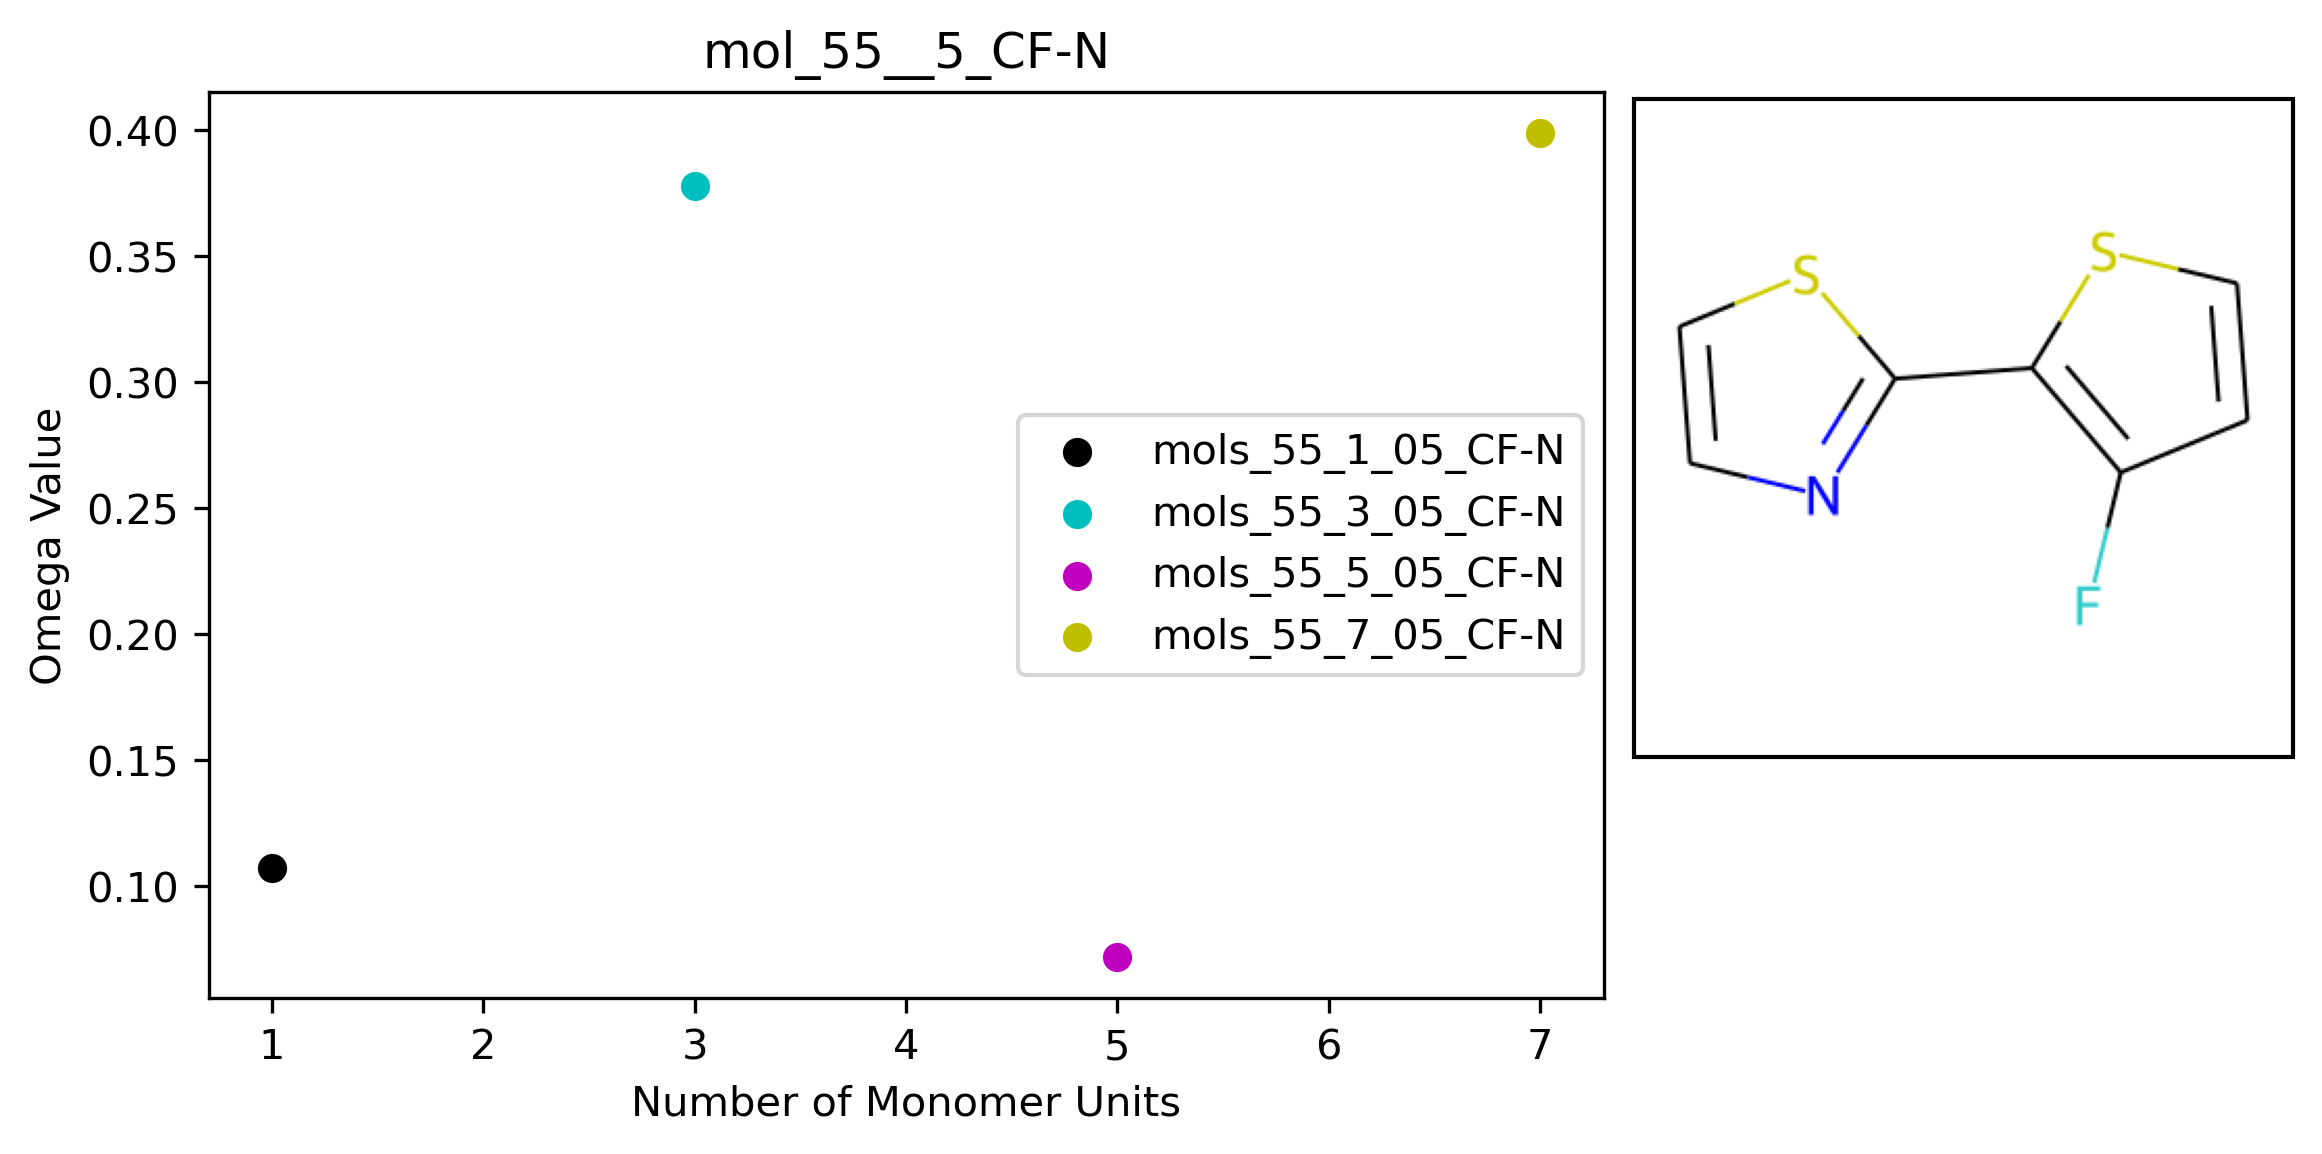 mol_55__5_CF-N
0.40
0.35
0.30
0.25
0.20
0.15
0.10
Omega Value
mols_55_1_05_CF-N
mols_55_3_05_CF-N
mols_55_5_05_CF-N
mols_55_7_05_CF-N
1 2 3 4 5 6 7
Number of Monomer Units
S
S
N
F